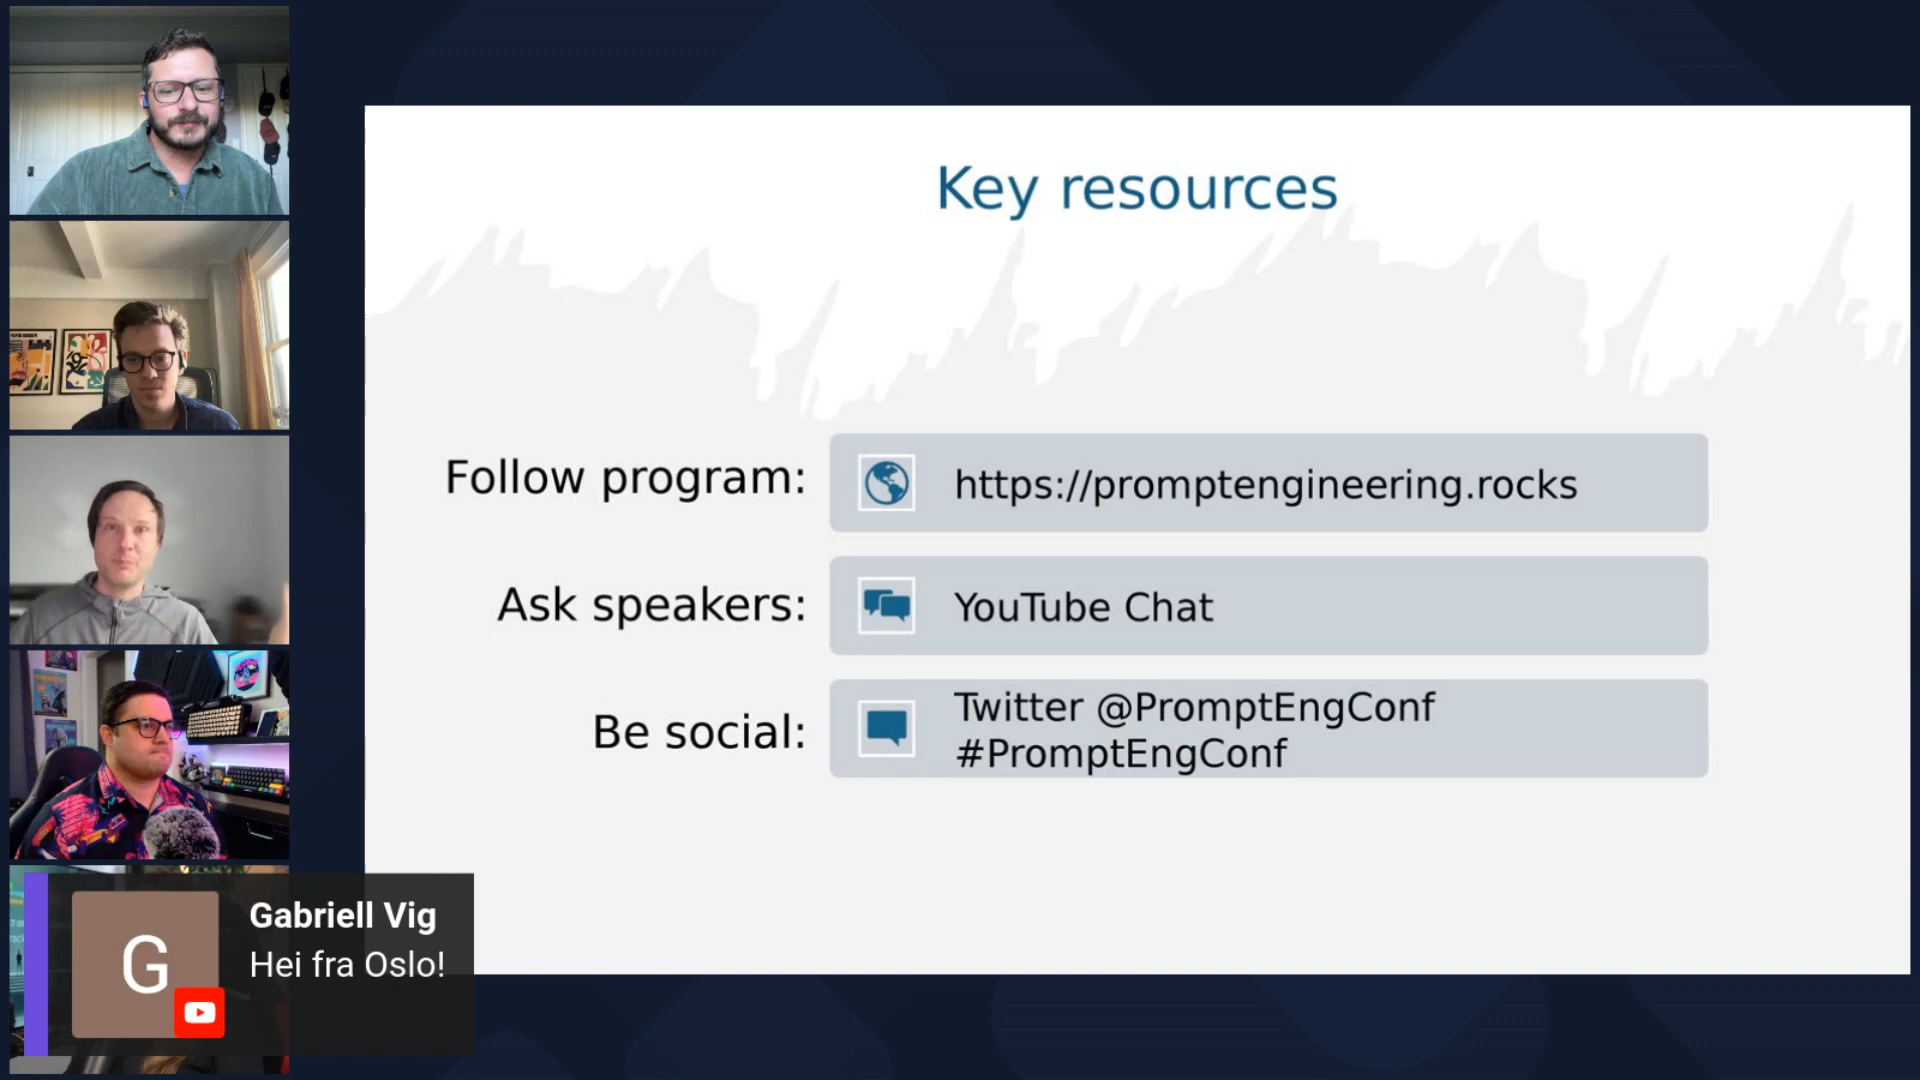 Key resources
Follow program:
https://promptengineering.rocks
Ask speakers:
YouTube Chat
Be social:
Twitter @PromptEngConf
#PromptEngConf
G
Gabriell Vig
Hei fra Oslo!